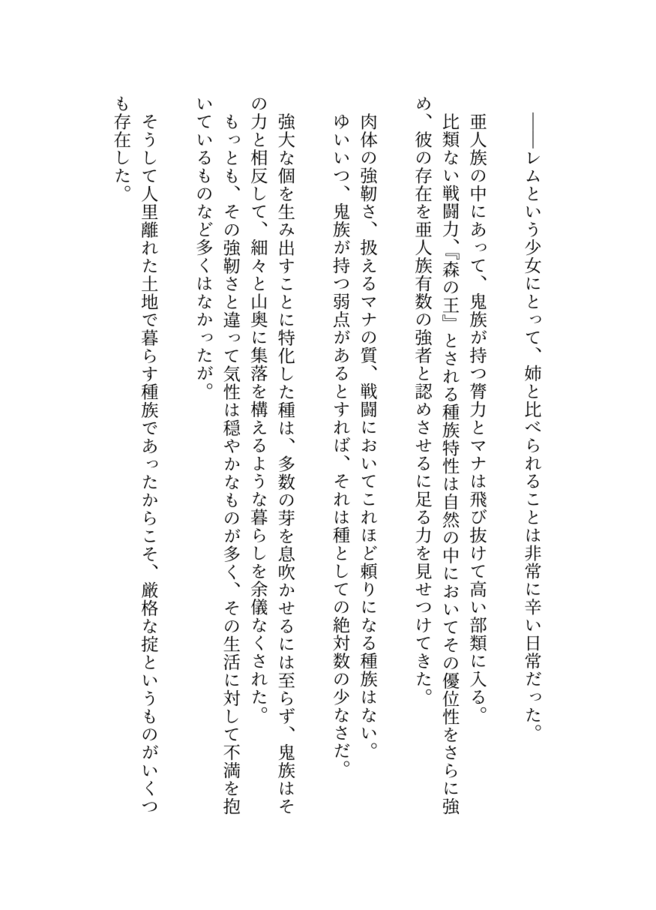 ――レムという少女にとって、姉と比べられることは非常に辛い日常だった。
亜人族の中にあって、鬼族が持つ膂力とマナは飛び抜けて高い部類に入る。
比類ない戦闘力、『森の王』とされる種族特性は自然の中においてその優位性をさらに強
め、彼の存在を亜人族有数の強者と認めさせるに足る力を見せつけてきた。
肉体の強靭さ、扱えるマナの質、戦闘においてこれほど頼りになる種族はない。
ゆいいつ、鬼族が持つ弱点があるとすれば、それは種としての絶対数の少なさだ。
強大な個を生み出すことに特化した種は、多数の芽を息吹かせるには至らず、鬼族はそ
の力と相反して、細々と山奥に集落を構えるような暮らしを余儀なくされた。
もっとも、その強靭さと違って気性は穏やかなものが多く、その生活に対して不満を抱
いているものなど多くはなかったが。
そうして人里離れた土地で暮らす種族であったからこそ、厳格な掟というものがいくつ
も存在した。